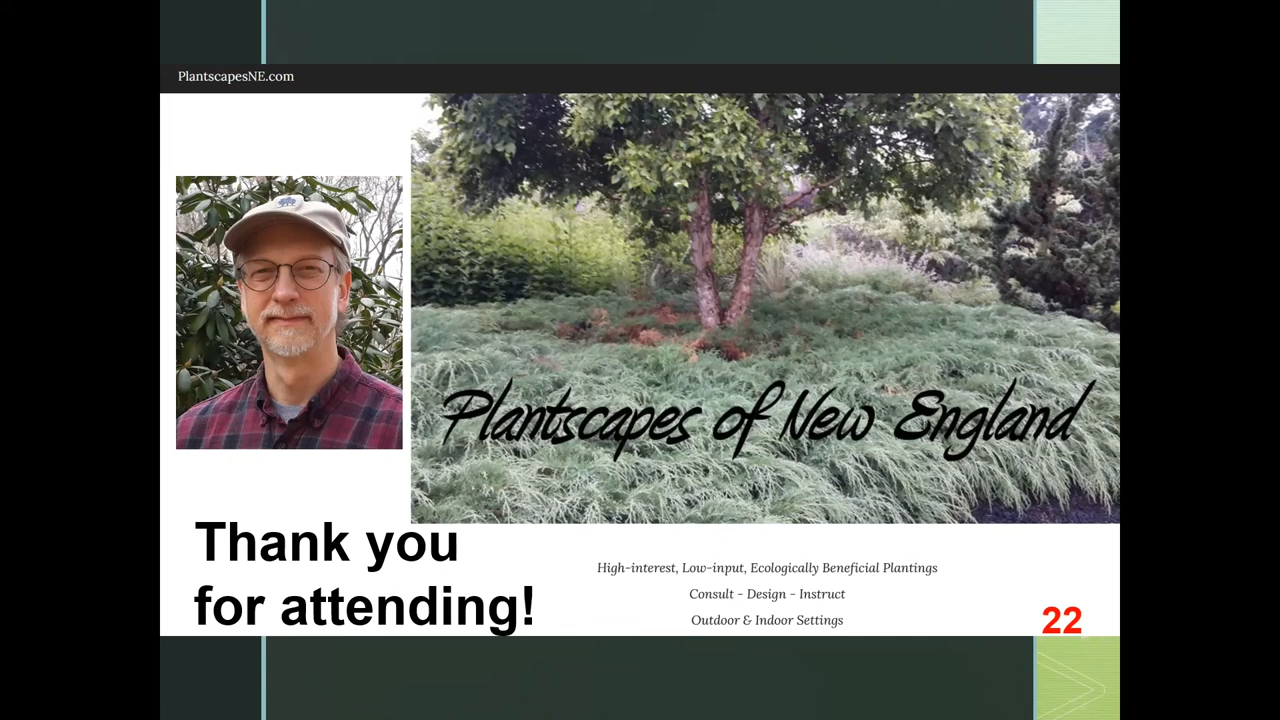 PlantscapesNE.com
Plantscapes of New England
Thank you
for attending!
High-interest, Low-input, Ecologically Beneficial Plantings
Consult - Design - Instruct
Outdoor & Indoor Settings
22